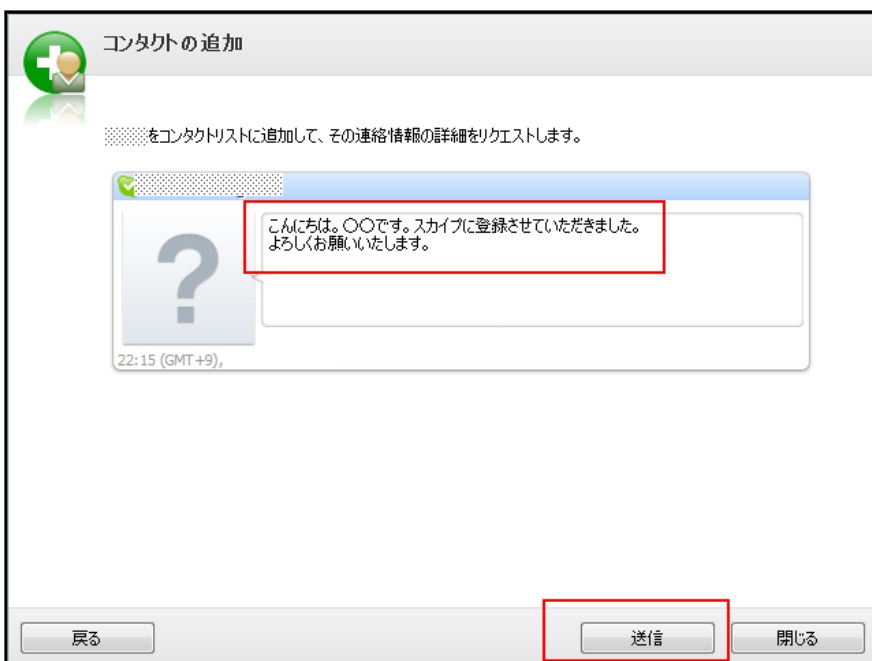 コンタクトの追加
をコンタクトリストに追加して、その連絡情報の詳細をリクエストします。
こんにちは。〇〇です。スカイプに登録させていただきました。
よろしくお願いいたします。
22:15 (GMT+9),
戻る
送信
閉じる